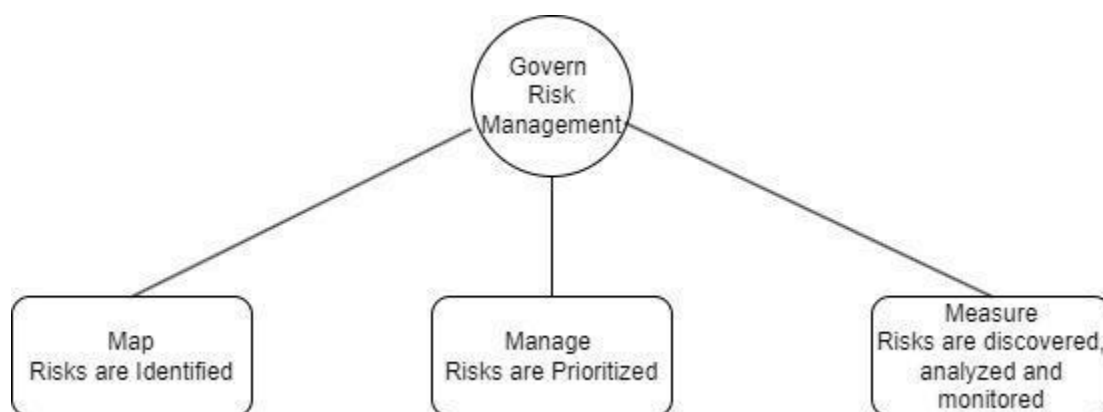 Govern
Risk
Management
Map
Risks are Identified
Manage
Risks are Prioritized
Measure
Risks are discovered,
analyzed and
monitored